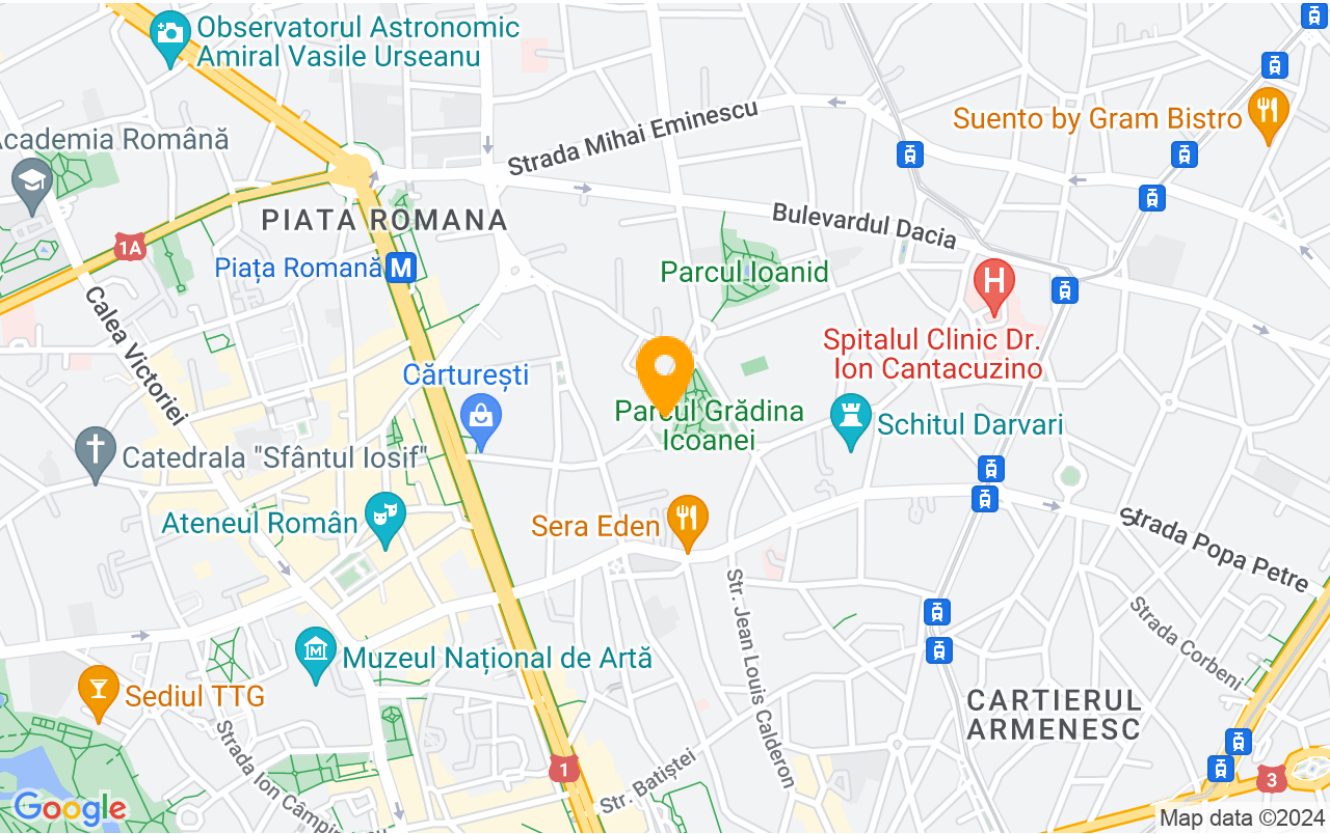 Observatorul Astronomic
Amiral Vasile Urseanu
Strada Mihai Eminescu
Suento by Gram Bistro
cademia Română
PIATA ROMANA
1A
Bulevardul Dacia
Piața Romană M
Parcul Ioanid
H
Calea Victoriei
Spitalul Clinic Dr.
Ion Cantacuzino
Cărturești
Parcul Grădina
Icoanei
Schitul Darvari
Catedrala "Sfântul Iosif"
Ateneul Român
Sera Eden
Strada Popa Petre
Str. Jean Louis Calderon
Strada Corbeni
Muzeul Național de Artă
Sediul TTG
CARTIERUL
ARMENESC
Strada Ion Câmpi
1
Str. Batiștei
3
Google
Map data ©2024